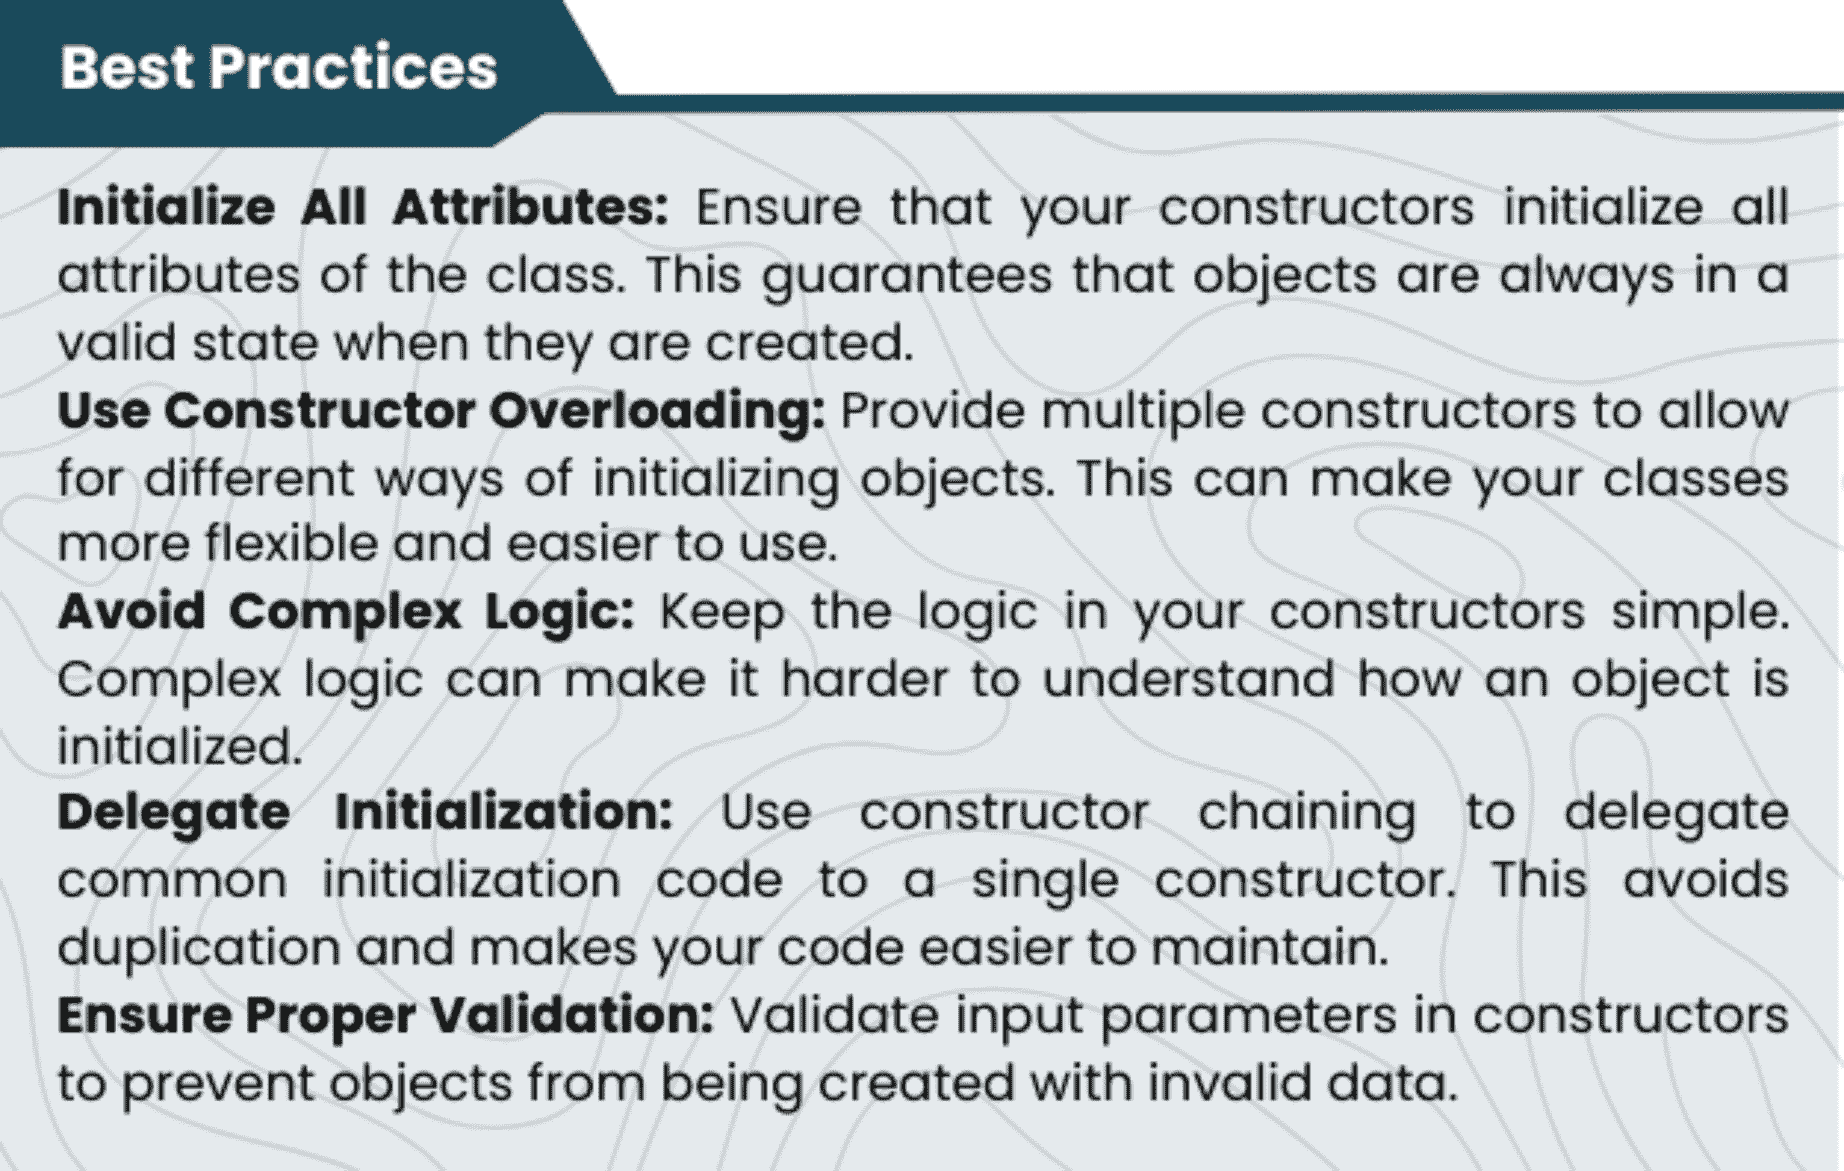 Best Practices
Initialize All Attributes: Ensure that your constructors initialize all
attributes of the class. This guarantees that objects are always in a
valid state when they are created.
Use Constructor Overloading: Provide multiple constructors to allow
for different ways of initializing objects. This can make your classes
more flexible and easier to use.
Avoid Complex Logic: Keep the logic in your constructors simple.
Complex logic can make it harder to understand how an object is
initialized.
Delegate Initialization: Use constructor chaining to delegate
common initialization code to a single constructor. This avoids
duplication and makes your code easier to maintain.
Ensure Proper Validation: Validate input parameters in constructors
to prevent objects from being created with invalid data.